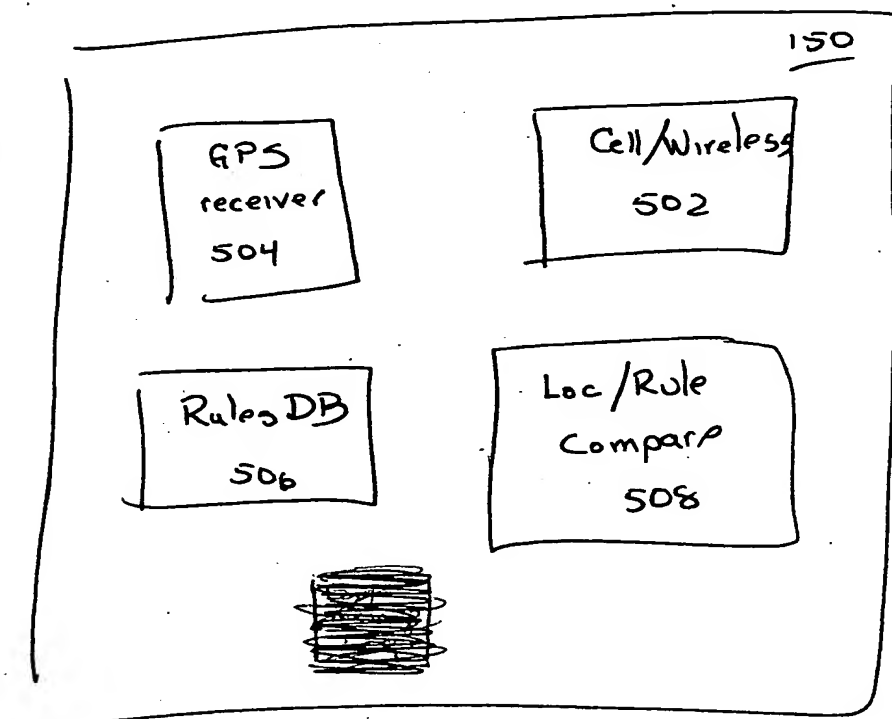 150
GPS
receiver
504
Cell/Wireless
502
Rules DB
506
Loc/Rule
Compare
508